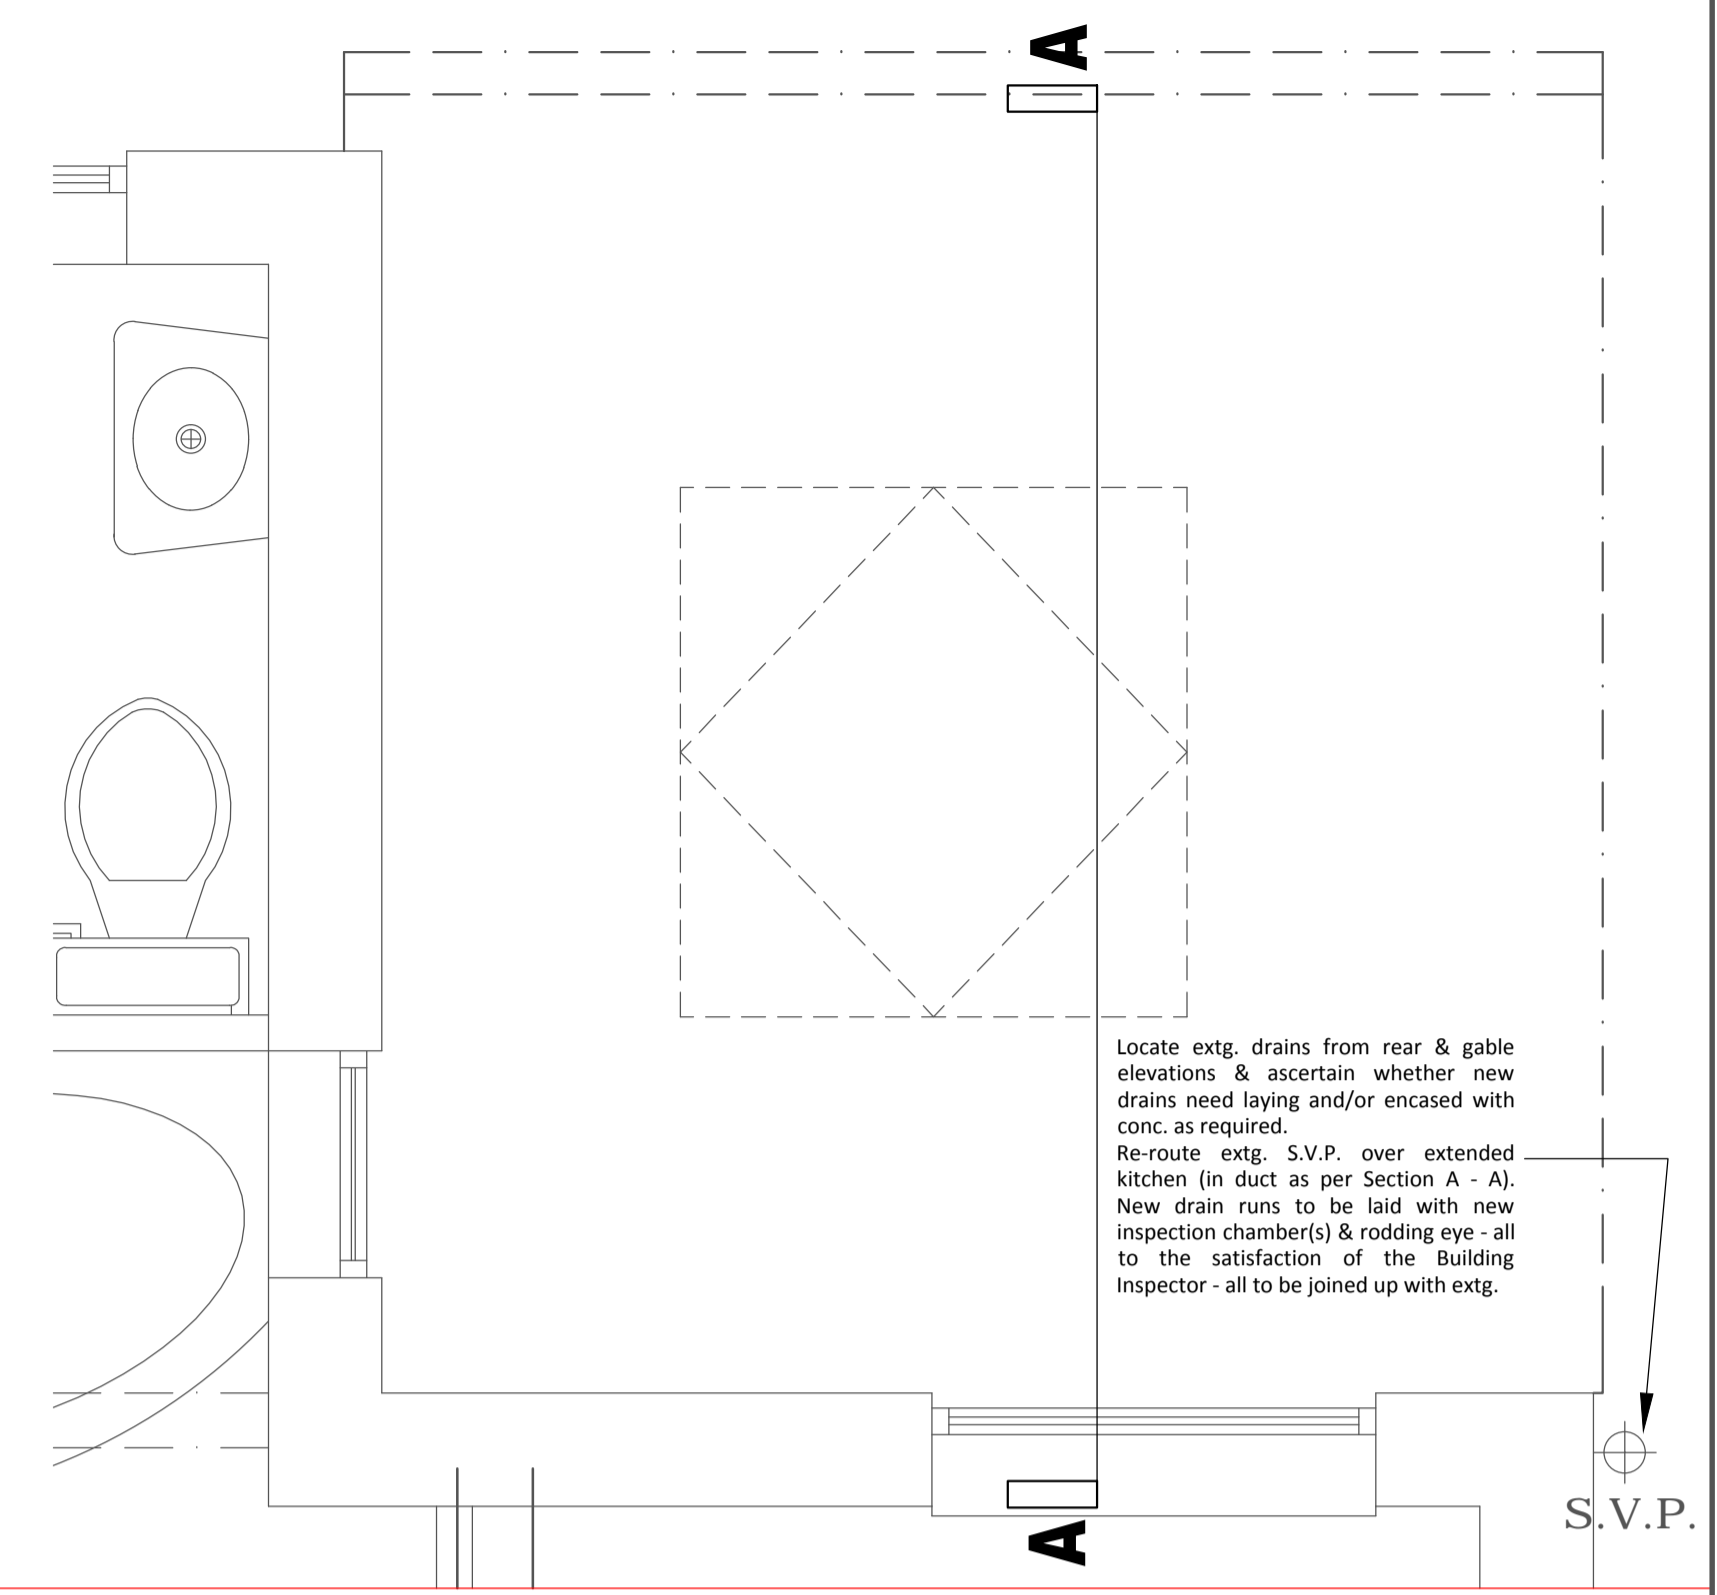 A
Locate extg. drains from rear & gable
elevations & ascertain whether new
drains need laying and/or encased with
conc. as required.
Re-route extg. S.V.P. over extended
kitchen (in duct as per Section A - A).
New drain runs to be laid with new
inspection chamber(s) & rodding eye - all
to the satisfaction of the Building
Inspector - all to be joined up with extg.
S.V.P.
A